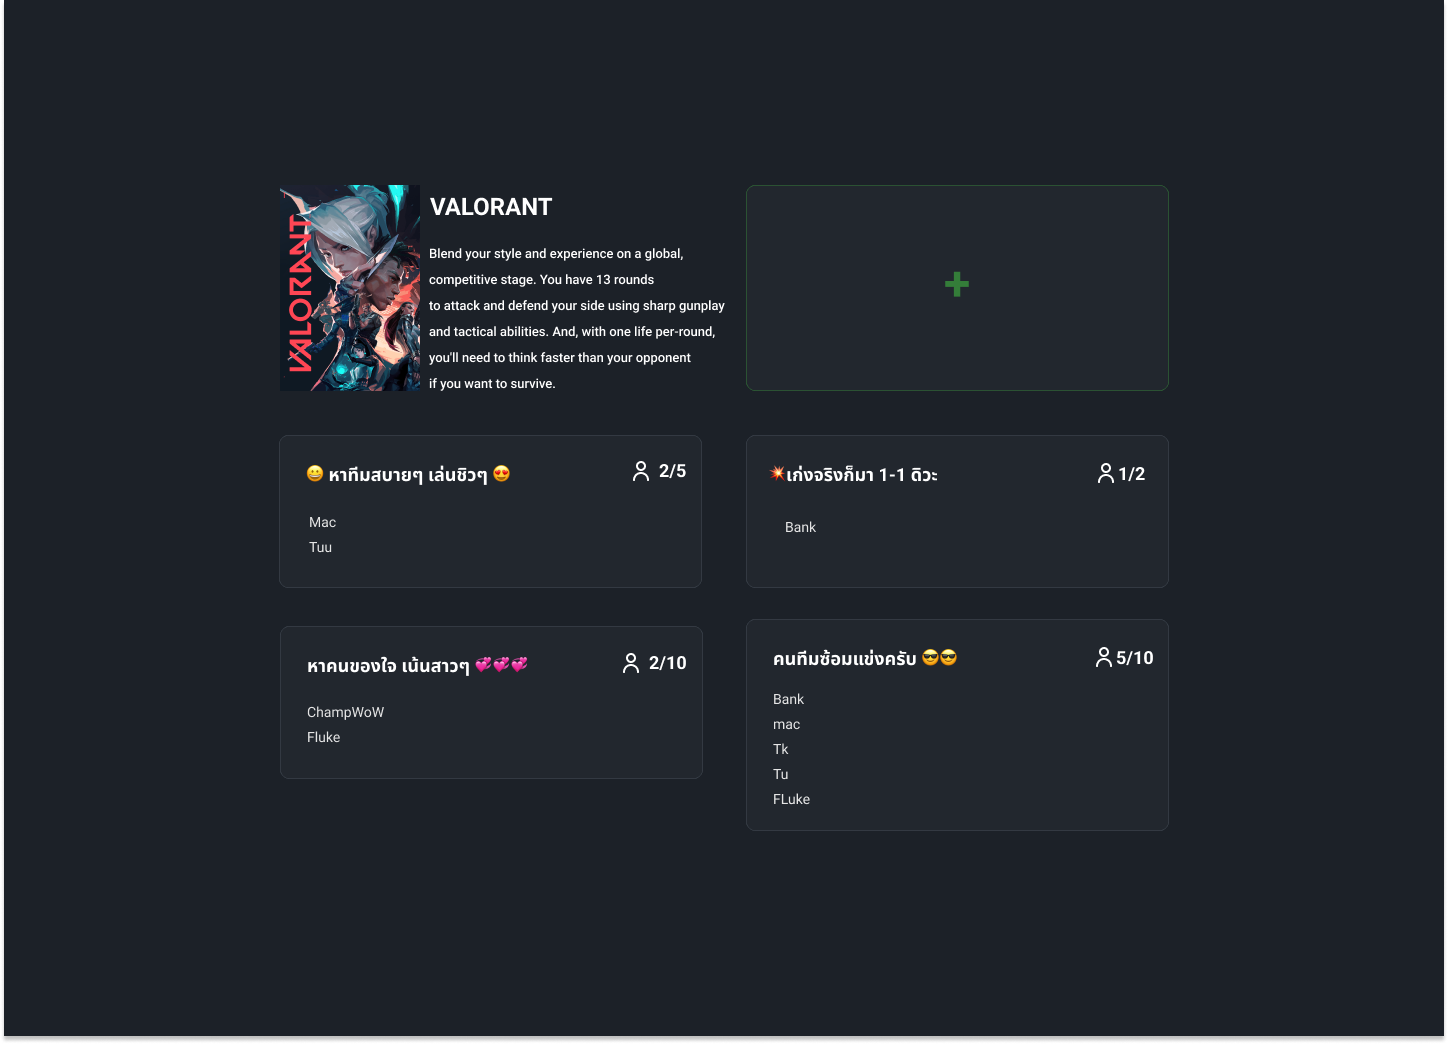 VALORANT
VALORANT
Blend your style and experience on a global,
competitive stage. You have 13 rounds
to attack and defend your side using sharp gunplay
and tactical abilities. And, with one life per-round,
you'll need to think faster than your opponent
if you want to survive.
😀 หาทีมสบายๆ เล่นชิวๆ 😍 2/5
Mac
Tuu
💥เก่งจริงก็มา 1-1 ดิวะ 1/2
Bank
หาคนของใจ เน้นสาวๆ 💞💞💞 2/10
ChampWoW
Fluke
คนทีมซ้อมแข่งครับ 😎😎 5/10
Bank
mac
Tk
Tu
FLuke